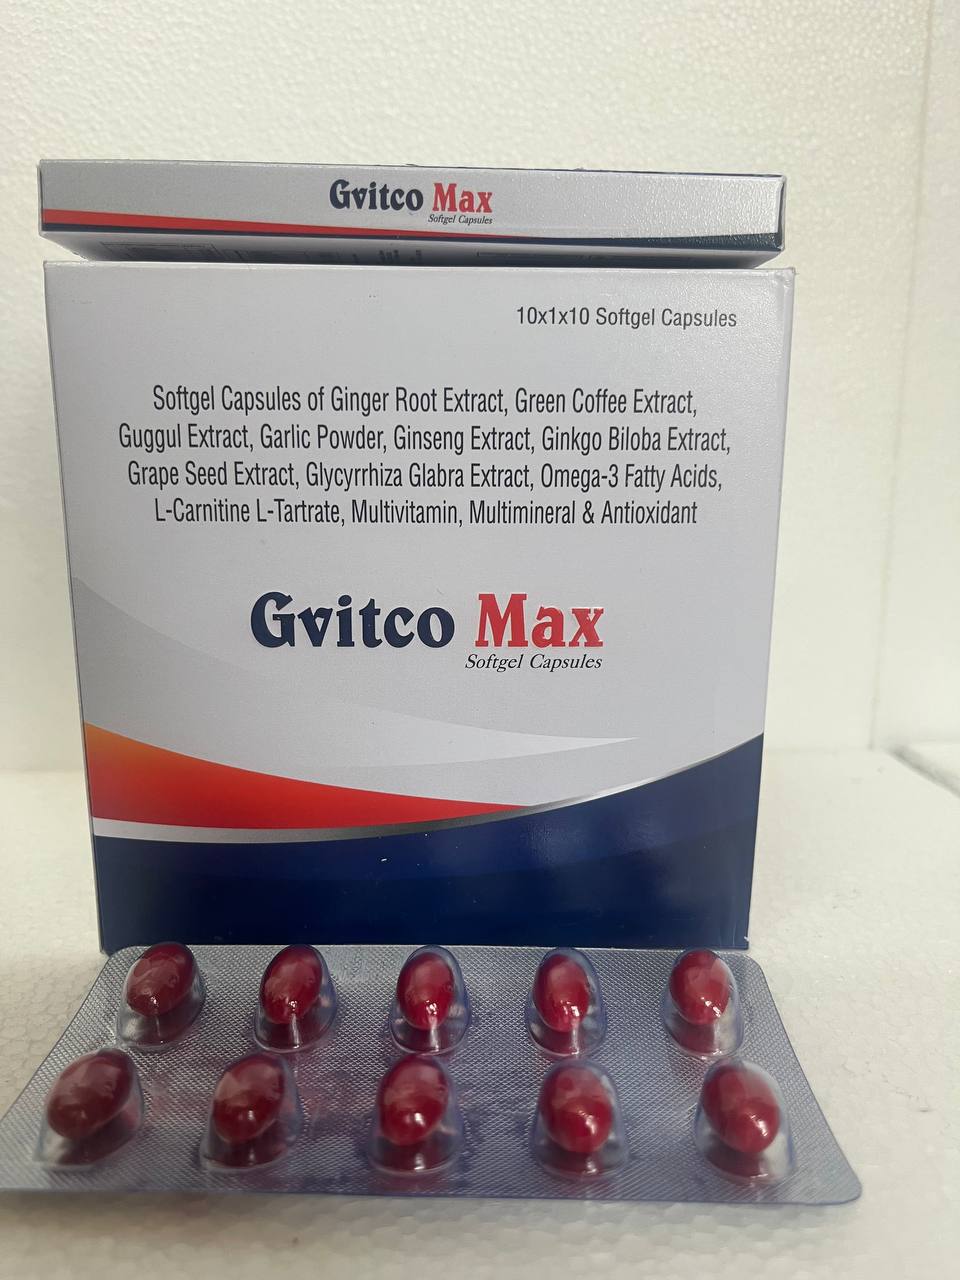 Gvitco Max
Softgel Capsules
10x1x10 Softgel Capsules
Softgel Capsules of Ginger Root Extract, Green Coffee Extract,
Guggul Extract, Garlic Powder, Ginseng Extract, Ginkgo Biloba Extract,
Grape Seed Extract, Glycyrrhiza Glabra Extract, Omega-3 Fatty Acids,
L-Carnitine L-Tartrate, Multivitamin, Multimineral & Antioxidant
Gvitco Max
Softgel Capsules